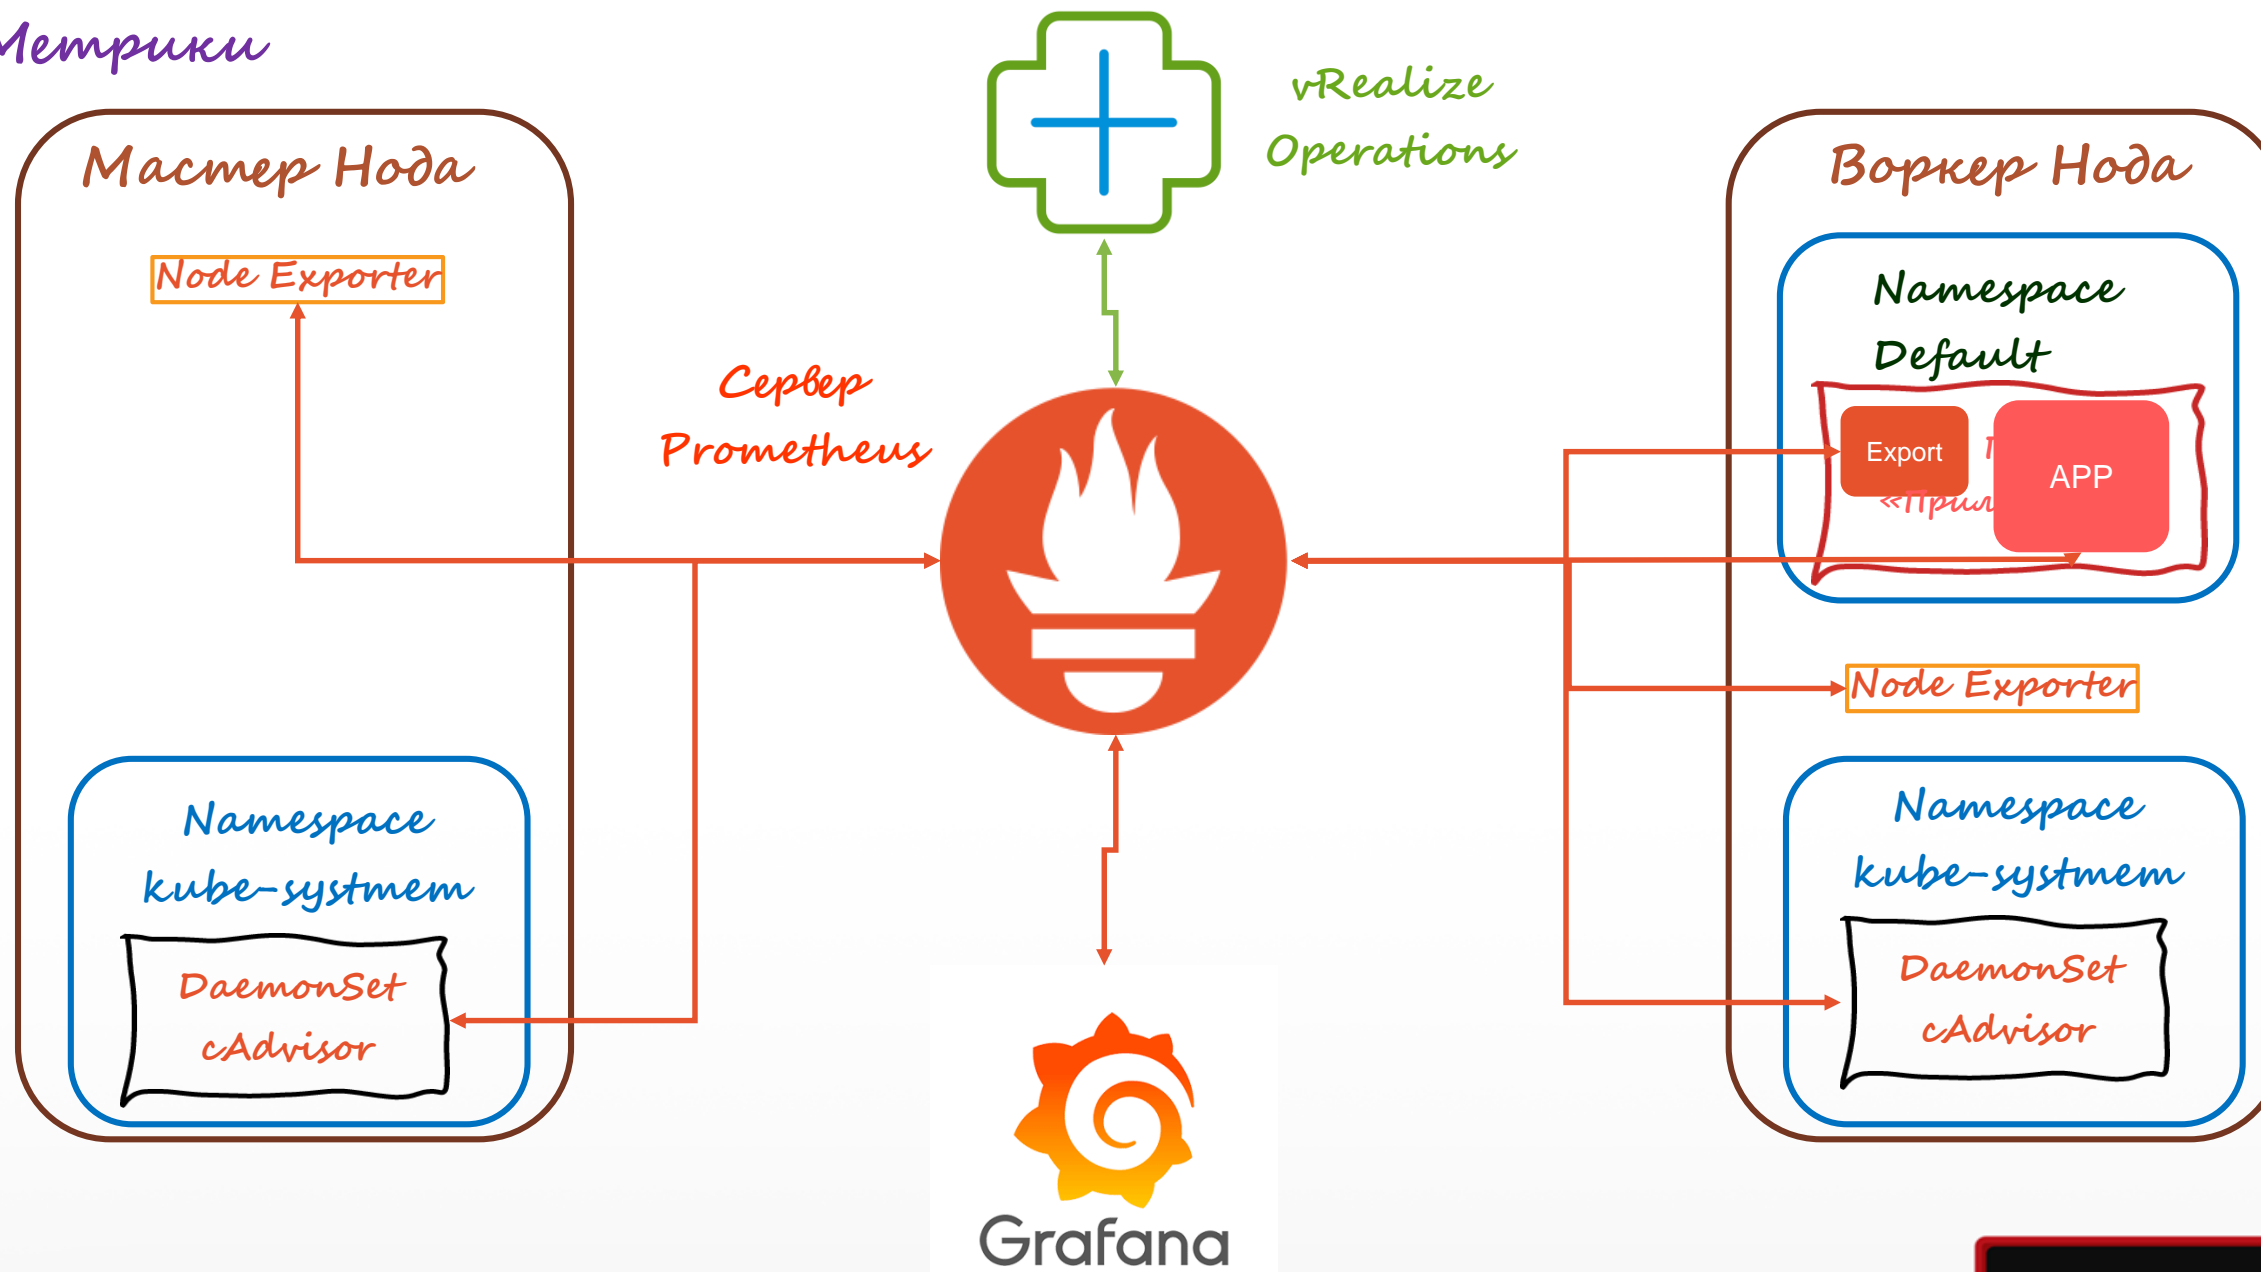 Метрики
vRealize
Operations
Мастер Нода
Node Exporter
Сервер
Prometheus
Воркер Нода
Namespace
Default
Export
APP
Node Exporter
Namespace
kube-systmem
DaemonSet
cAdvisor
Namespace
kube-systmem
DaemonSet
cAdvisor
Grafana